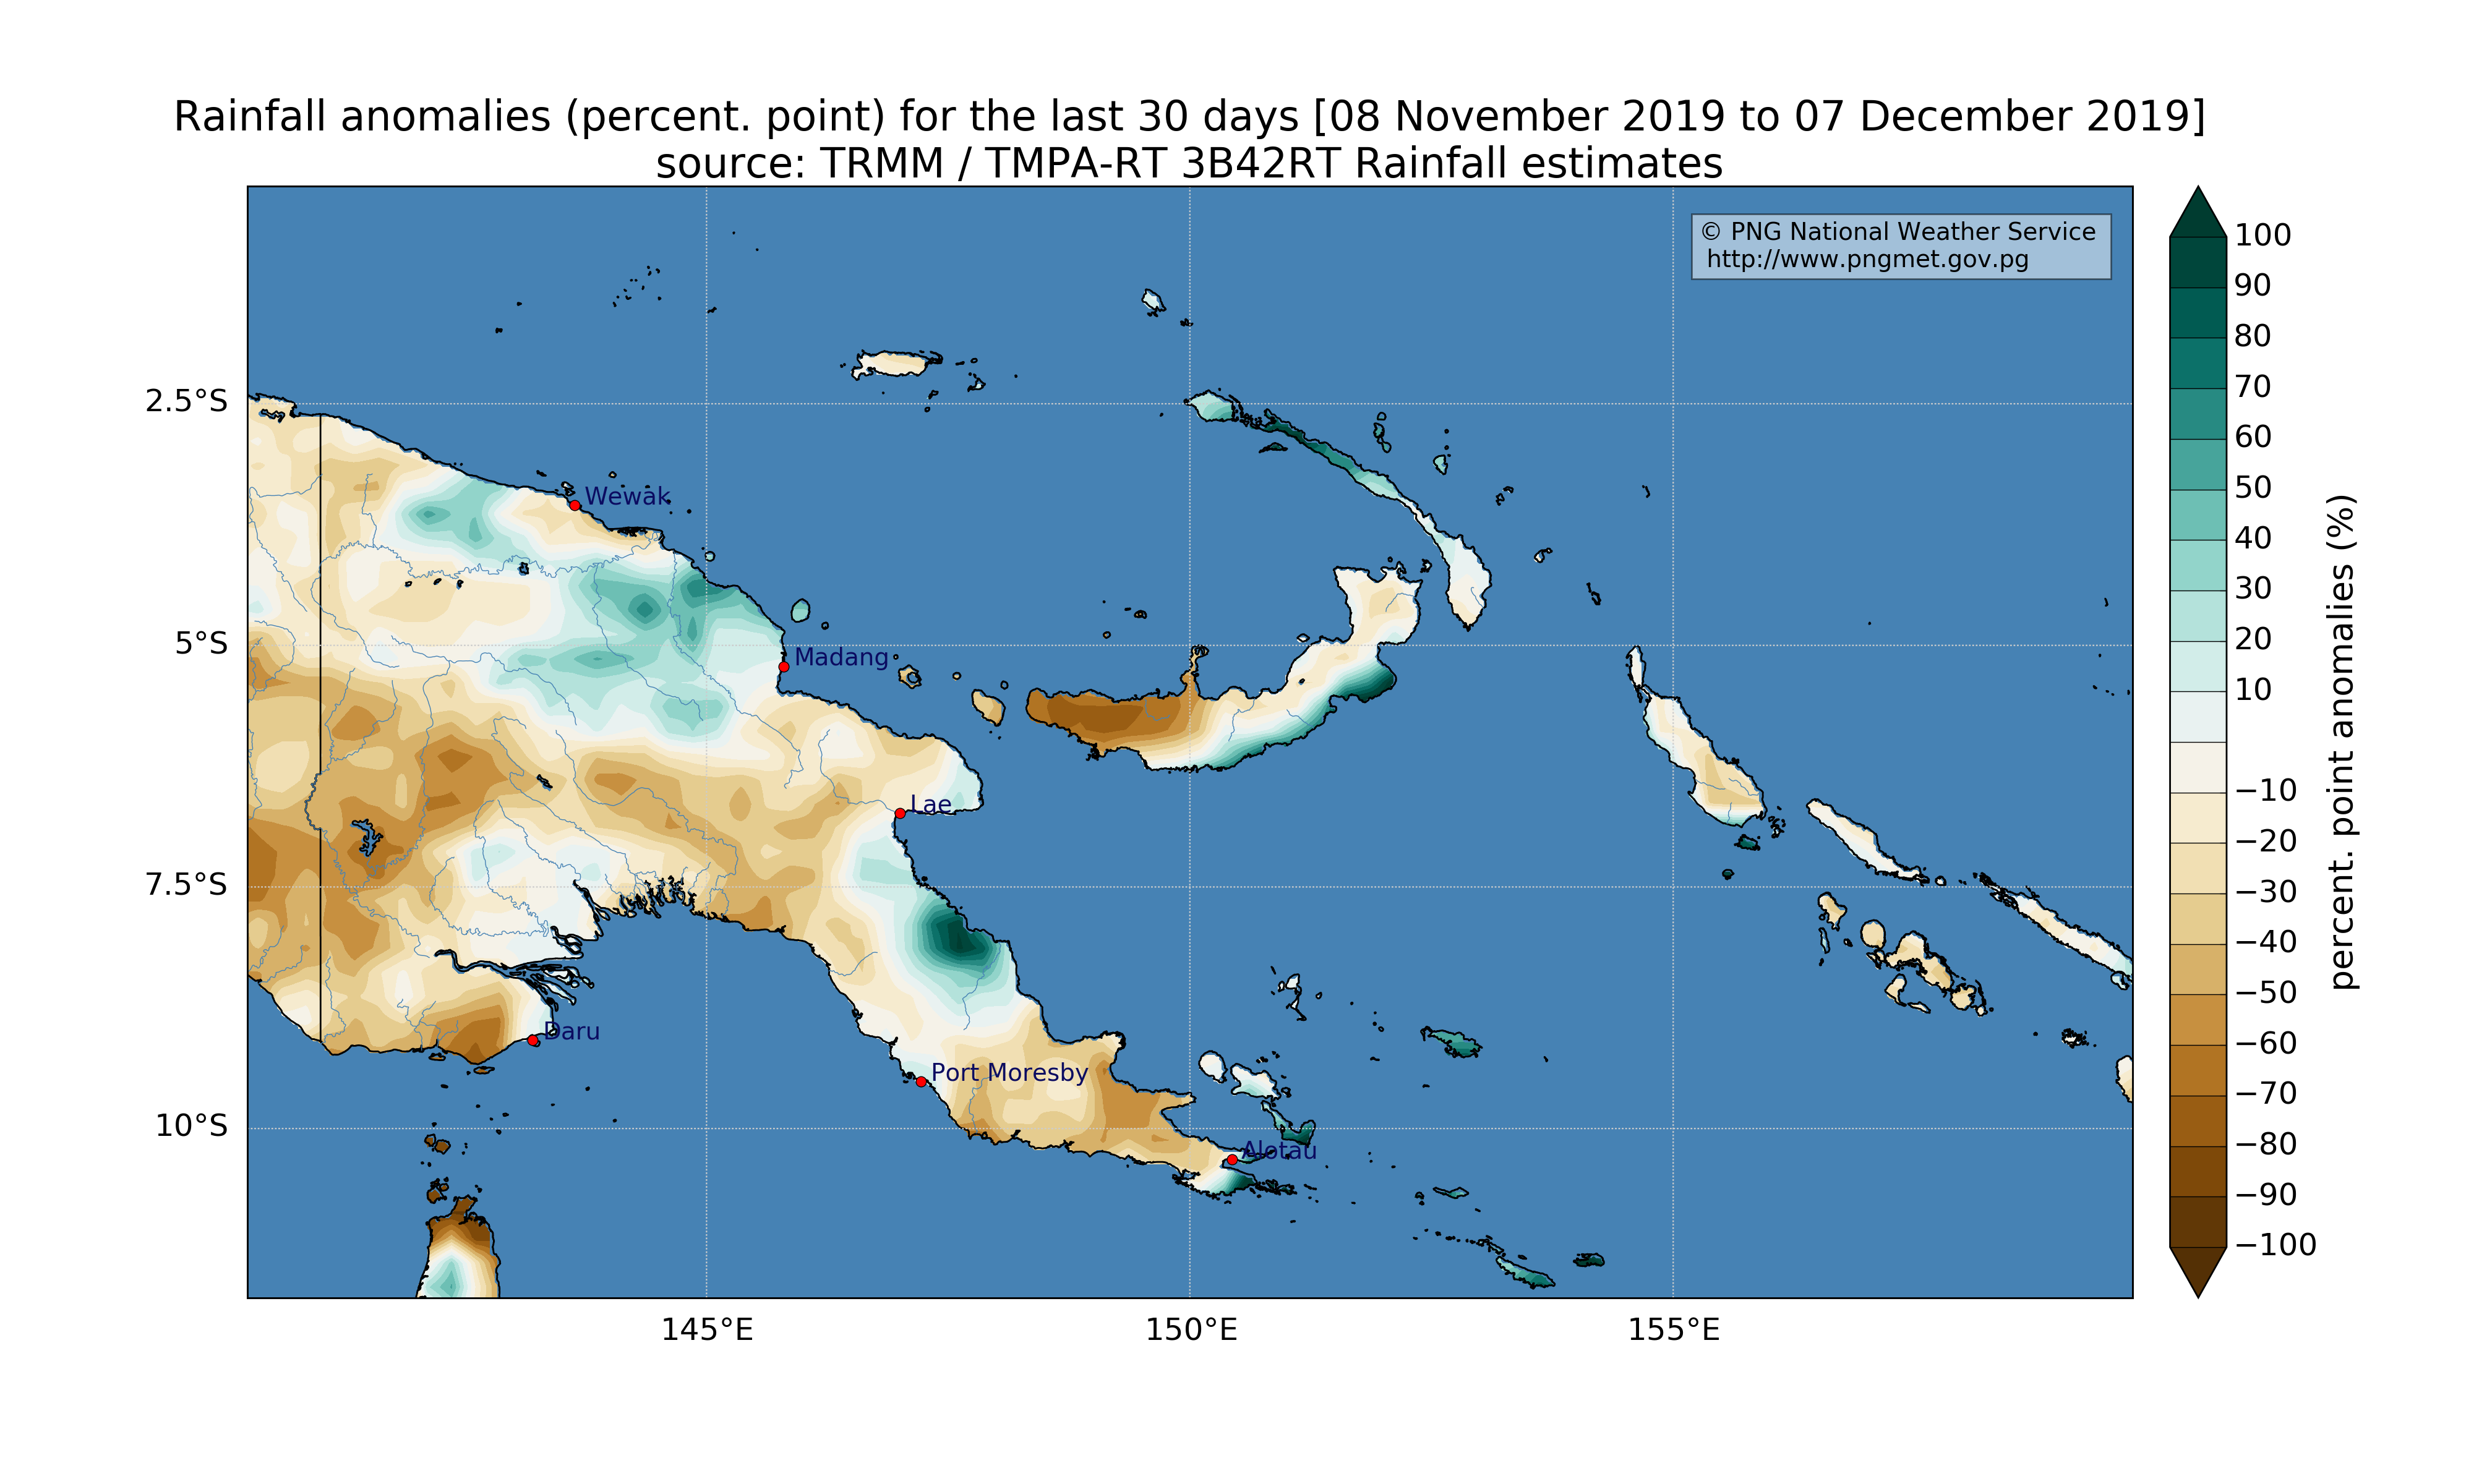 Rainfall anomalies (percent. point) for the last 30 days [08 November 2019 to 07 December 2019]
source: TRMM / TMPA-RT 3B42RT Rainfall estimates
© PNG National Weather Service
http://www.pngmet.gov.pg
2.5°S
5°S
7.5°S
10°S
Wewak
Madang
Lae
Daru
Port Moresby
Alotau
145°E
150°E
155°E
100
90
80
70
60
50
40
30
20
10
−10
−20
−30
−40
−50
−60
−70
−80
−90
−100
percent. point anomalies (%)